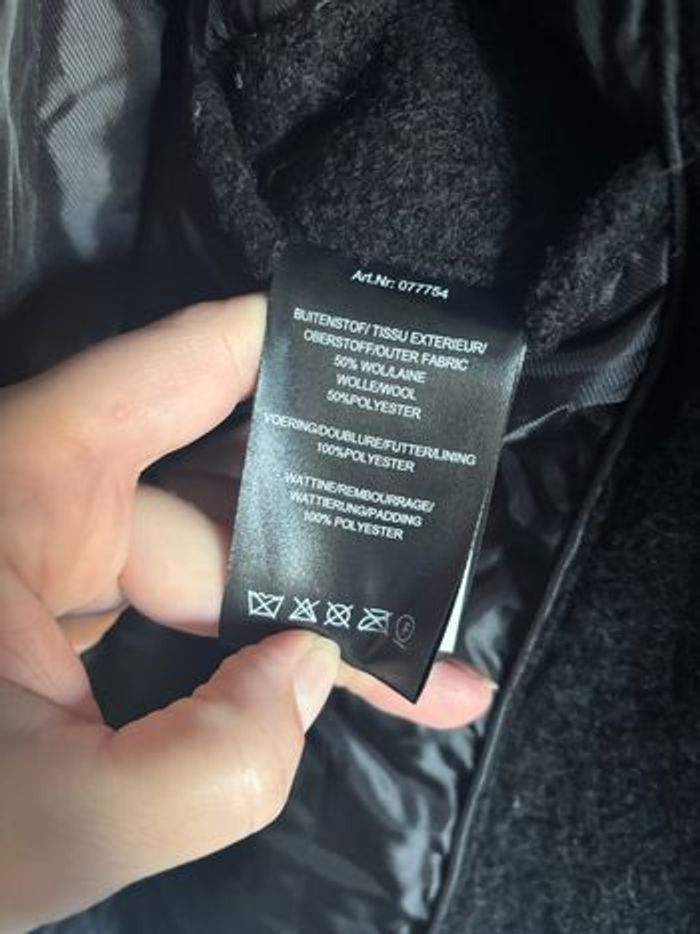 Art.Nr: 077754
BUITENSTOF/ TISSU EXTERIEUR/
OBERSTOFF/OUTER FABRIC
50% WOL/LAINE
WOLLE/WOOL
50%POLYESTER
VOERING/DOUBLURE/FUTTER/LINING
100%POLYESTER
WATTINE/REMBOURRAGE/
WATTIERUNG/PADDING
100% POLYESTER
F